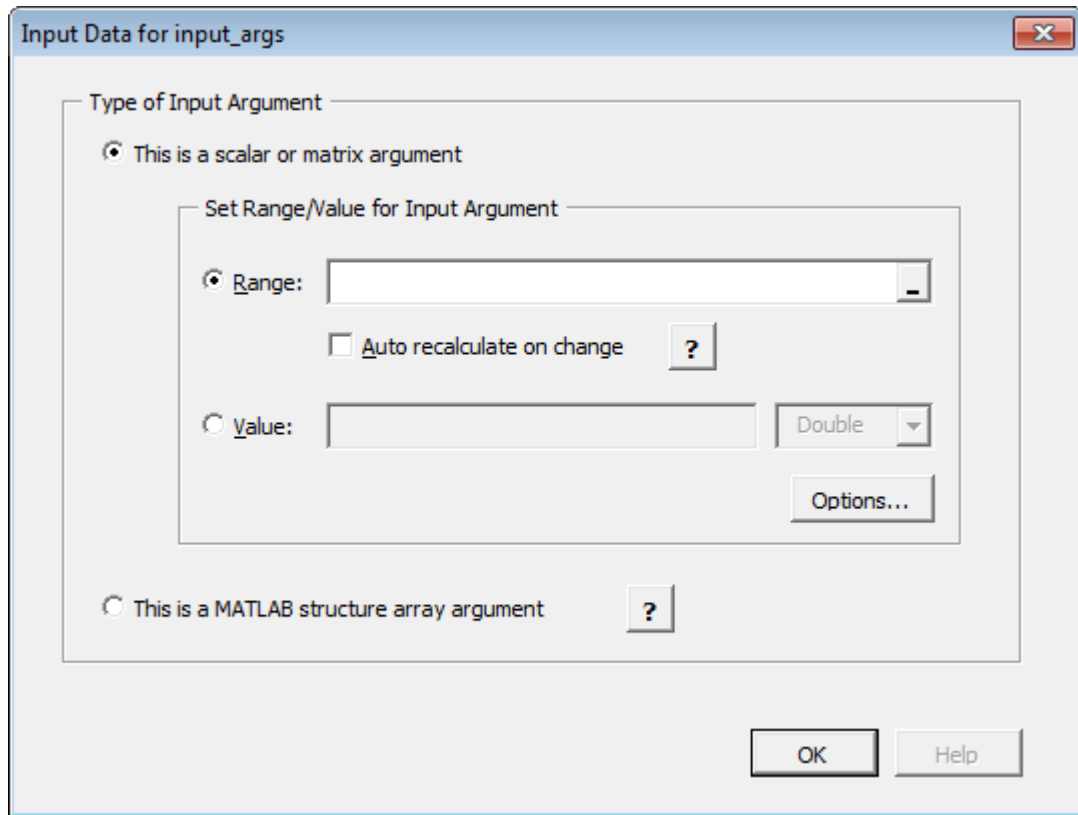 Input Data for input_args
Type of Input Argument
This is a scalar or matrix argument
Set Range/Value for Input Argument
Range:
Auto recalculate on change ?
Value: Double
Options...
This is a MATLAB structure array argument ?
OK Help